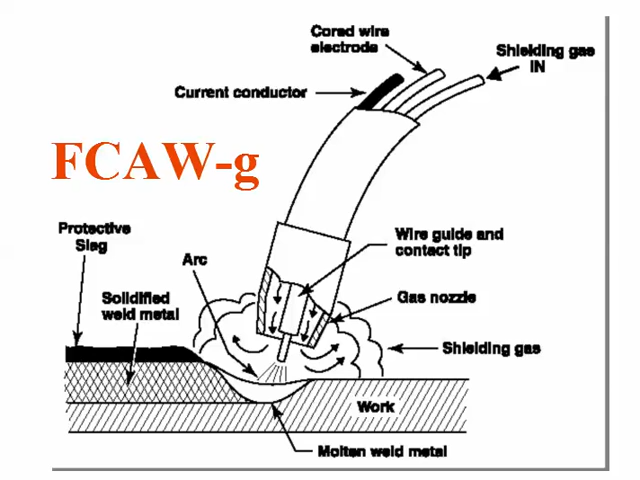 Cored wire
electrode
Shielding gas
IN
Current conductor
FCAW-g
Protective
Slag
Wire guide and
contact tip
Arc
Solidified
weld metal
Gas nozzle
Shielding gas
Work
Molten weld metal